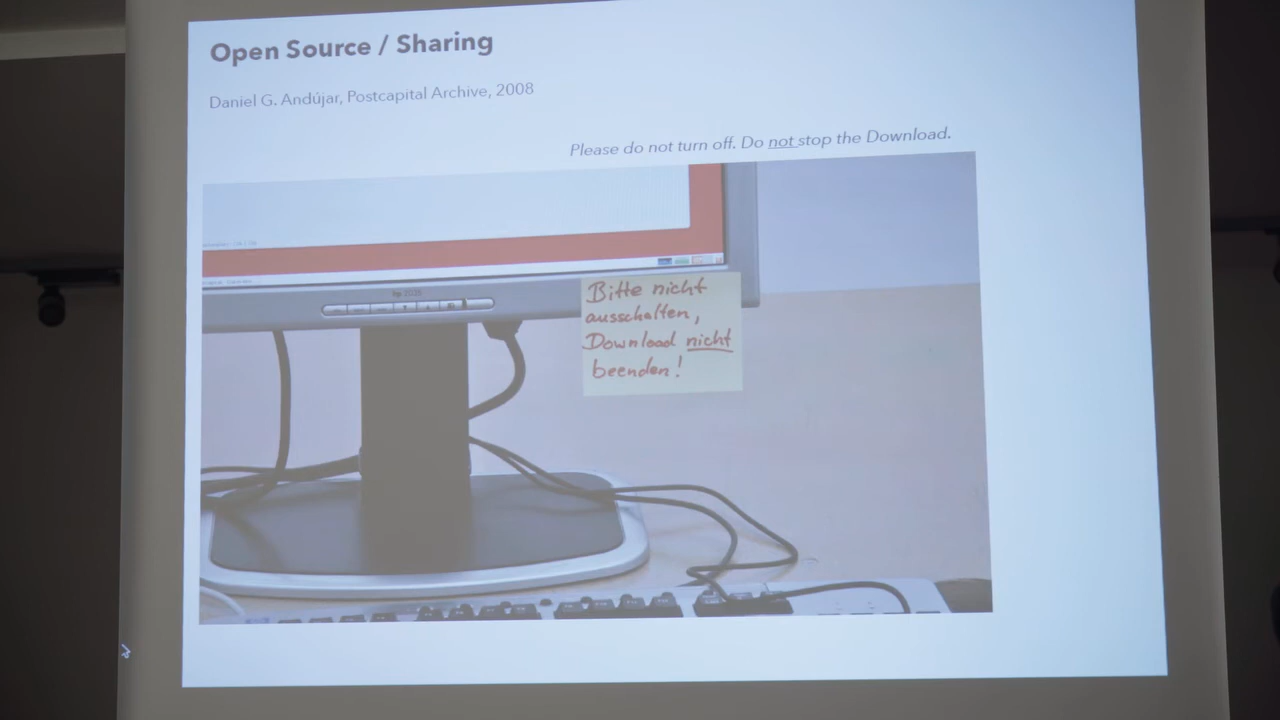 Open Source / Sharing
Daniel G. Andújar, Postcapital Archive, 2008
Please do not turn off. Do not stop the Download.
hp
Bitte nicht
ausschalten,
Download nicht
beenden!